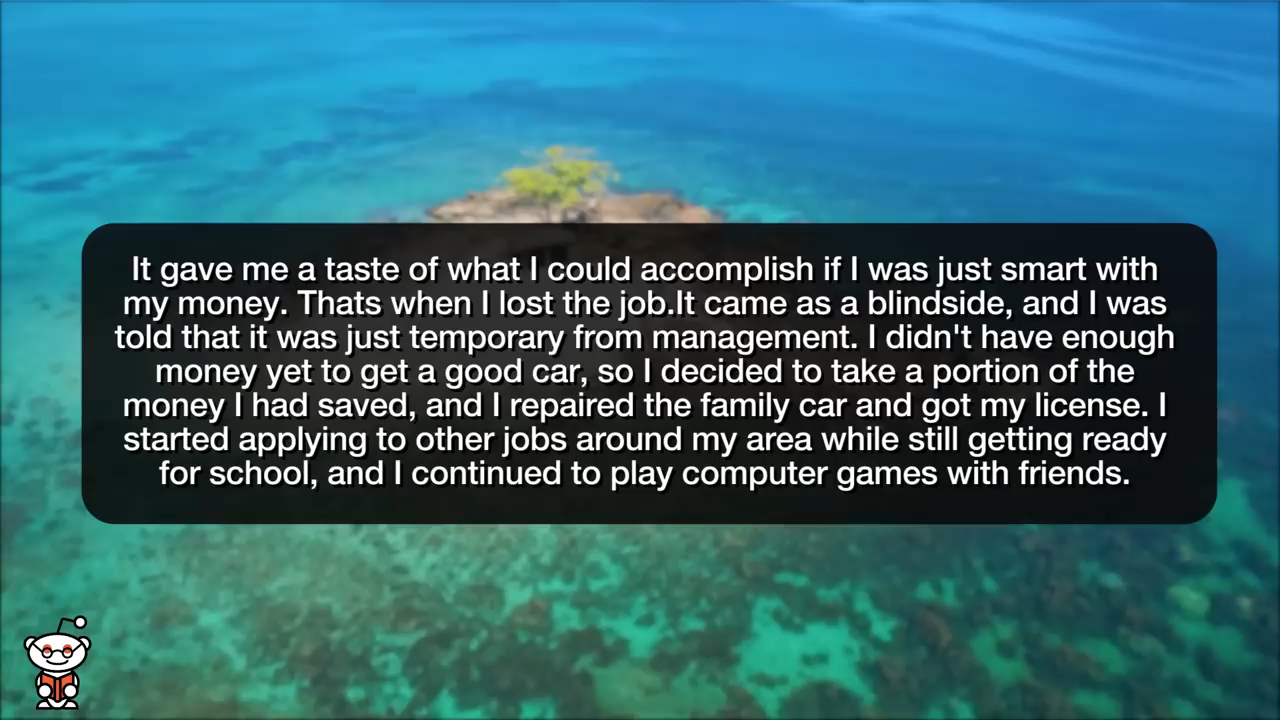 It gave me a taste of what I could accomplish if I was just smart with
my money. Thats when I lost the job.It came as a blindside, and I was
told that it was just temporary from management. I didn't have enough
money yet to get a good car, so I decided to take a portion of the
money I had saved, and I repaired the family car and got my license. I
started applying to other jobs around my area while still getting ready
for school, and I continued to play computer games with friends.